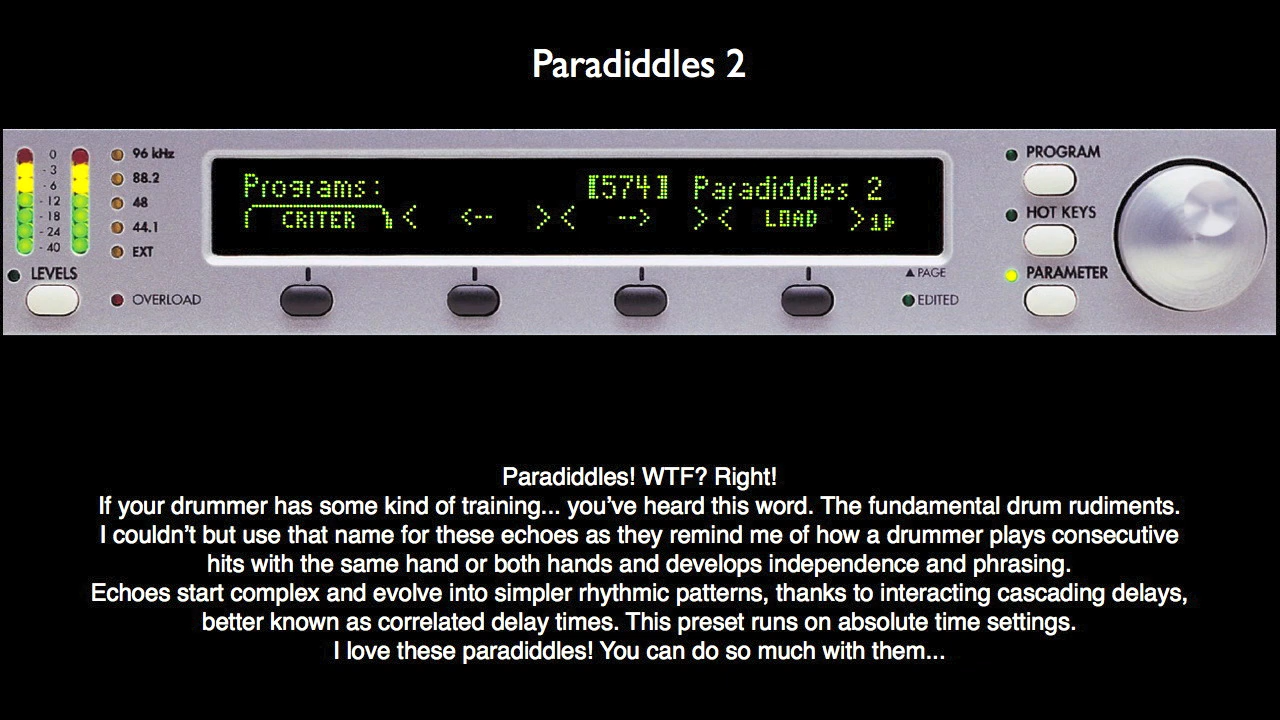 Paradiddles 2
0
- 3
- 6
- 12
- 18
- 24
- 40
LEVELS
96 kHz
88.2
48
44.1
EXT
OVERLOAD
Programs: [574] Paradiddles 2
CRITER < <-- > < --> > < LOAD >
▲ PAGE
EDITED
PROGRAM
HOT KEYS
PARAMETER
Paradiddles! WTF? Right!
If your drummer has some kind of training... you’ve heard this word. The fundamental drum rudiments.
I couldn’t but use that name for these echoes as they remind me of how a drummer plays consecutive
hits with the same hand or both hands and develops independence and phrasing.
Echoes start complex and evolve into simpler rhythmic patterns, thanks to interacting cascading delays,
better known as correlated delay times. This preset runs on absolute time settings.
I love these paradiddles! You can do so much with them...